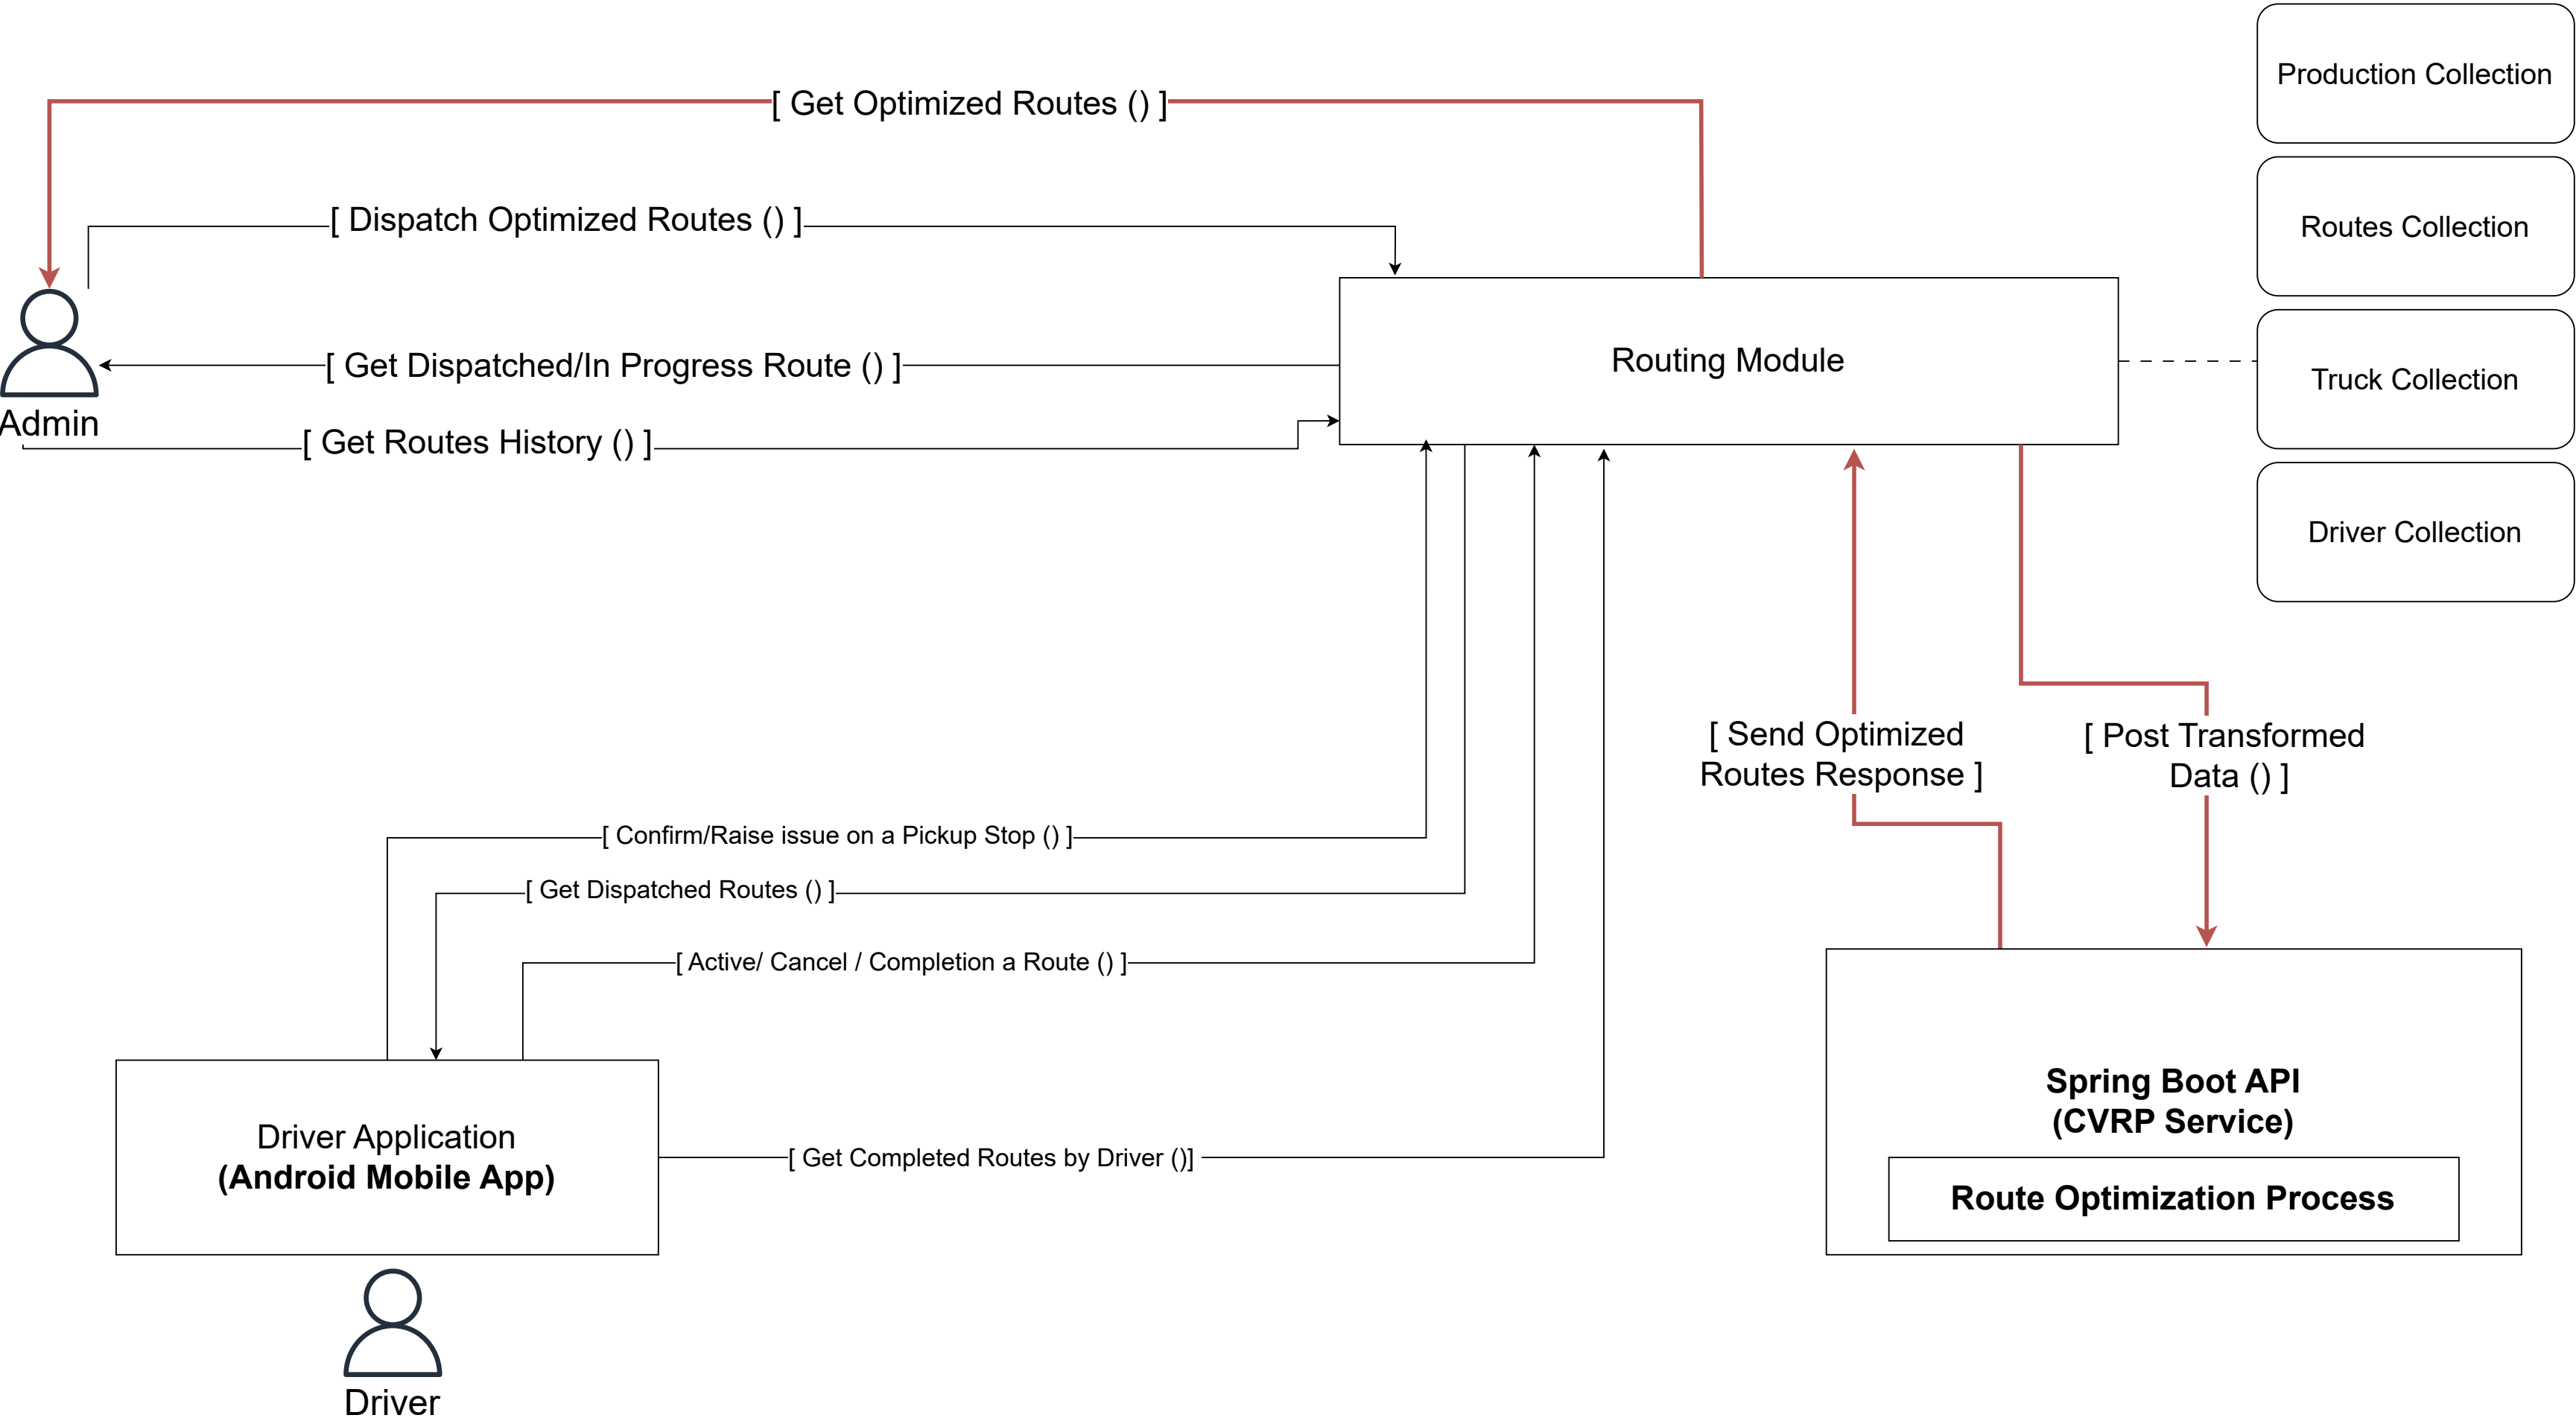 Production Collection
[ Get Optimized Routes () ]
[ Dispatch Optimized Routes () ]
Routes Collection
Routing Module
[ Get Dispatched/In Progress Route () ]
Truck Collection
Admin
[ Get Routes History () ]
Driver Collection
[ Send Optimized
Routes Response ]
[ Post Transformed
Data () ]
[ Confirm/Raise issue on a Pickup Stop () ]
[ Get Dispatched Routes () ]
[ Active/ Cancel / Completion a Route () ]
Spring Boot API
(CVRP Service)
Driver Application
(Android Mobile App)
[ Get Completed Routes by Driver ()]
Route Optimization Process
Driver